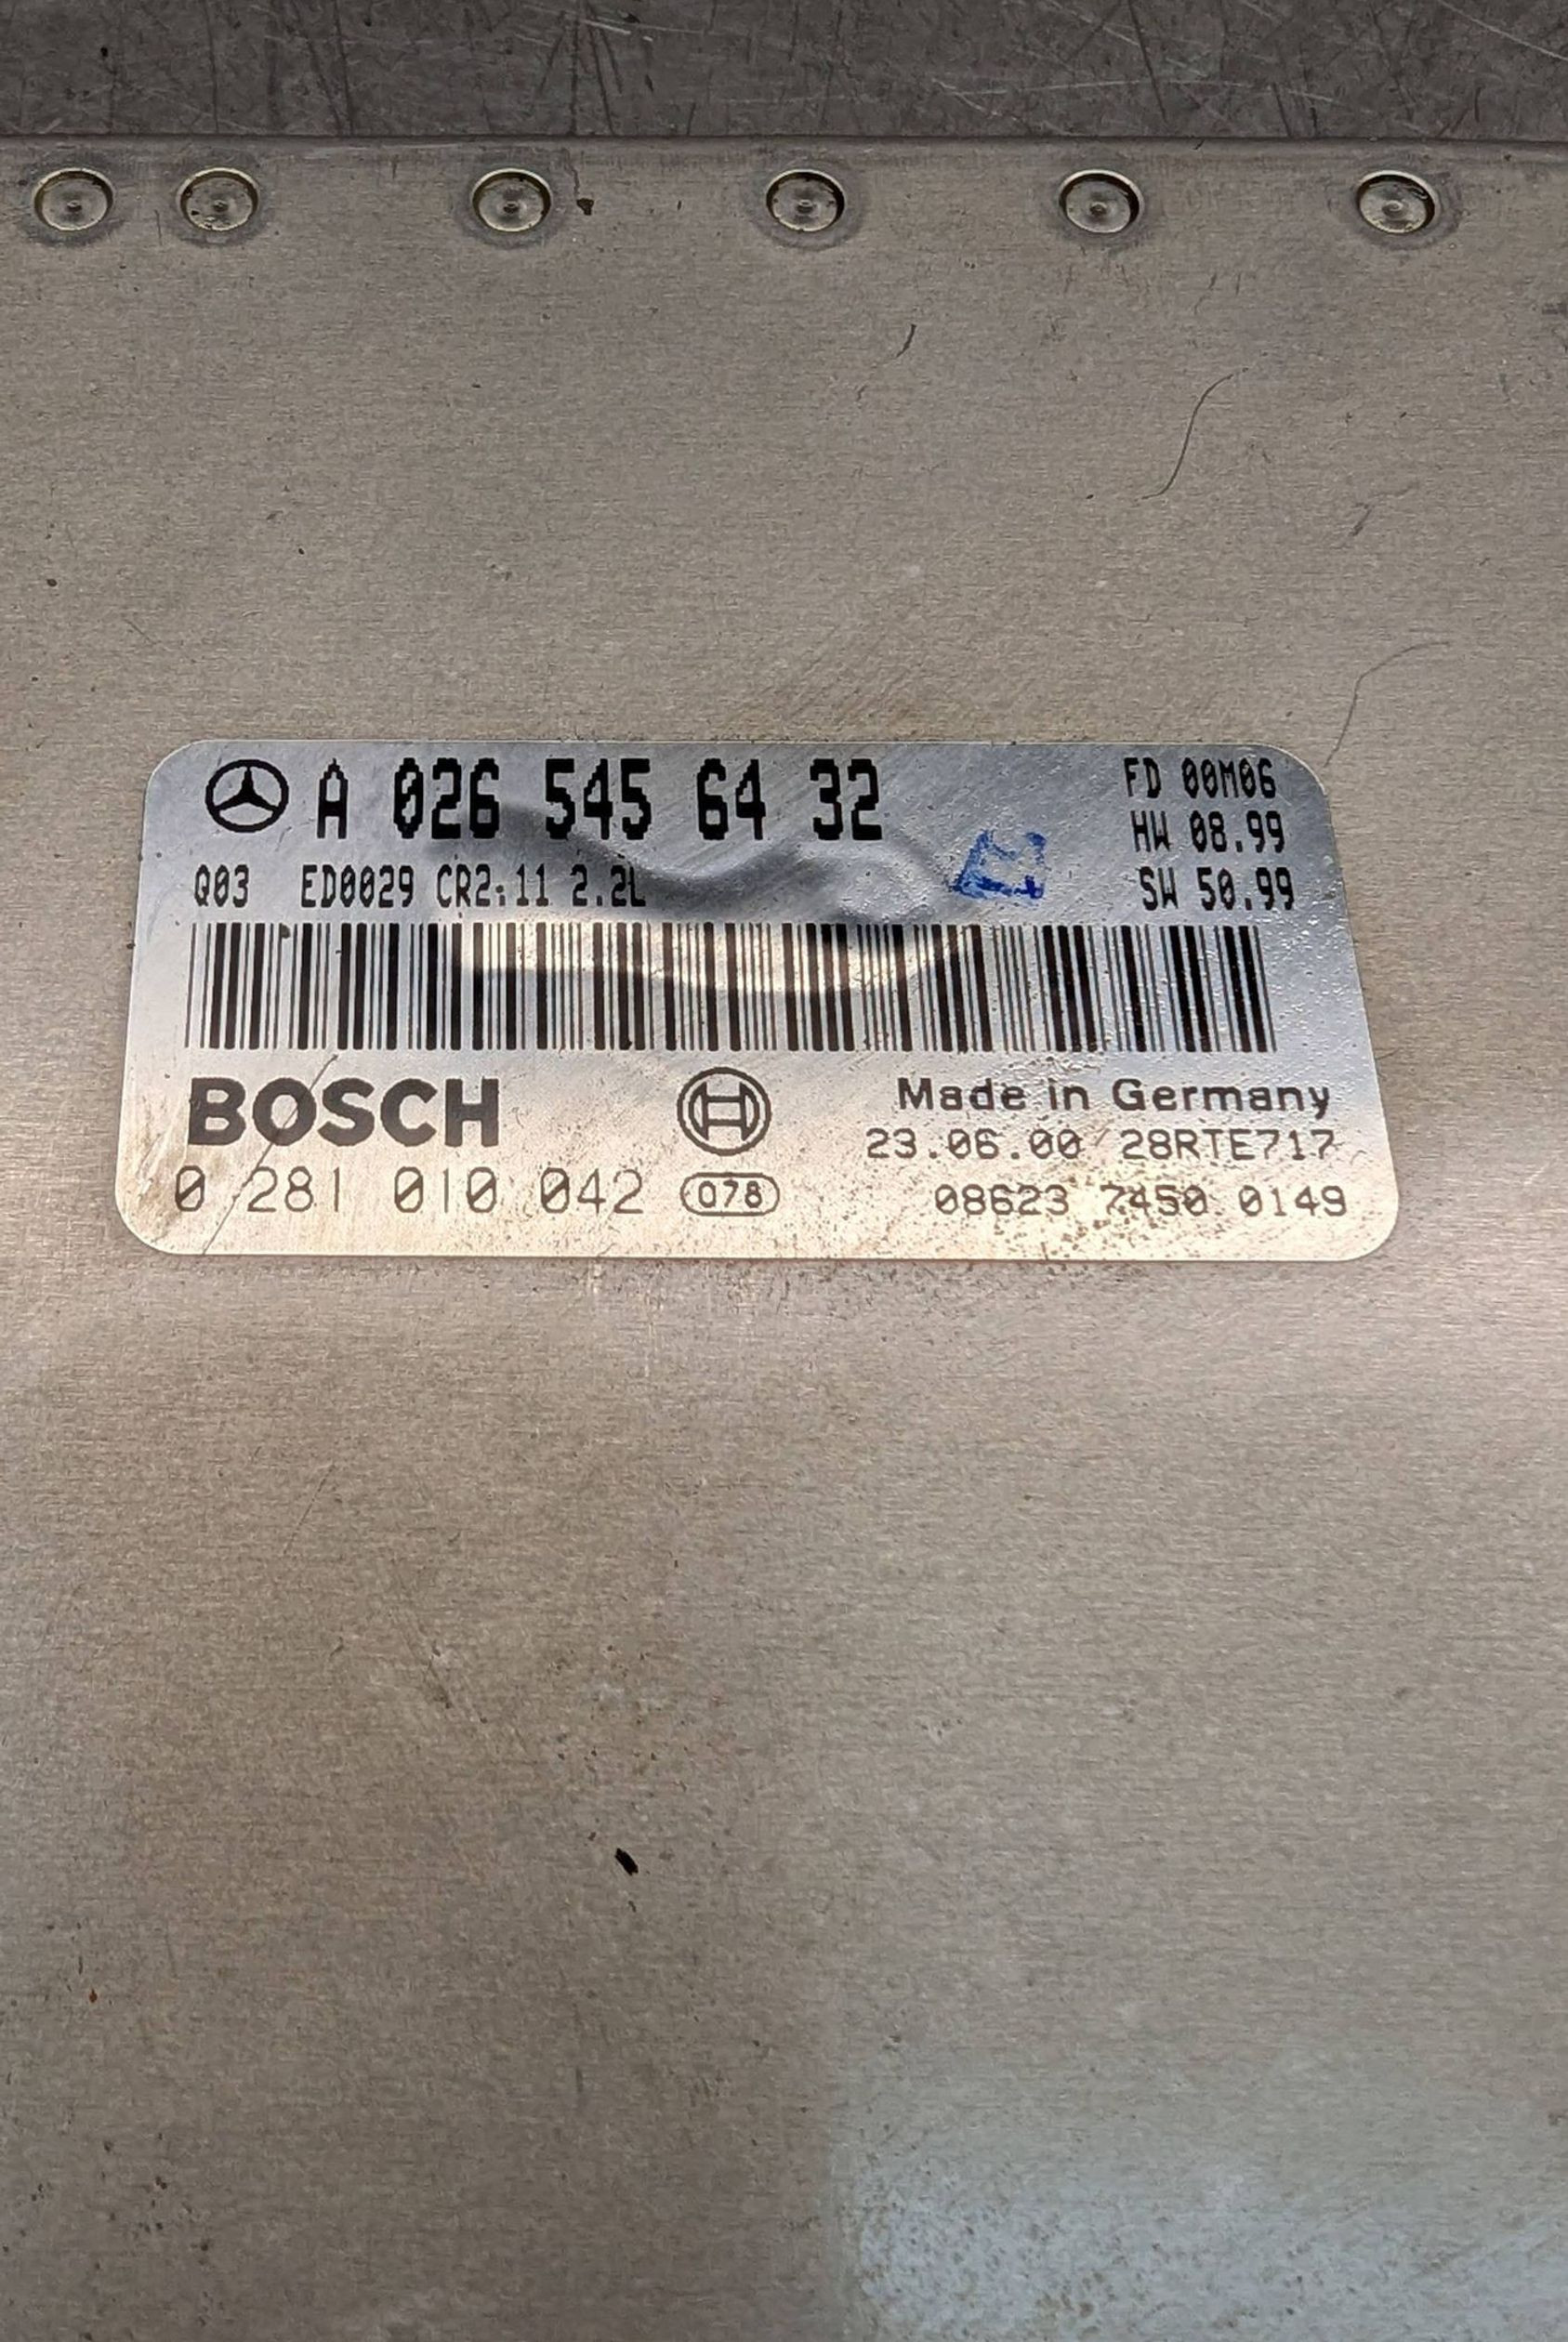 A 026 545 64 32
FD 00M06
HW 08.99
Q03 ED0029 CR2.11 2.2L
SW 50.99
BOSCH
Made in Germany
23.06.00 28RTE717
0 281 010 042
078
08623 7450 0149